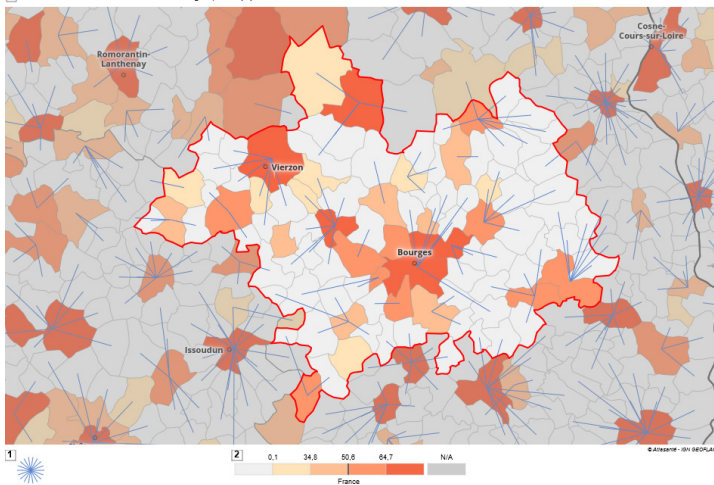 Cosne-
Cours-sur-Loire
Romorantin-
Lanthenay
Vierzon
Bourges
Issoudun
© Atlasanté - IGN GEOFLA
1
2
0,1 34,8 50,6 64,7 N/A
France